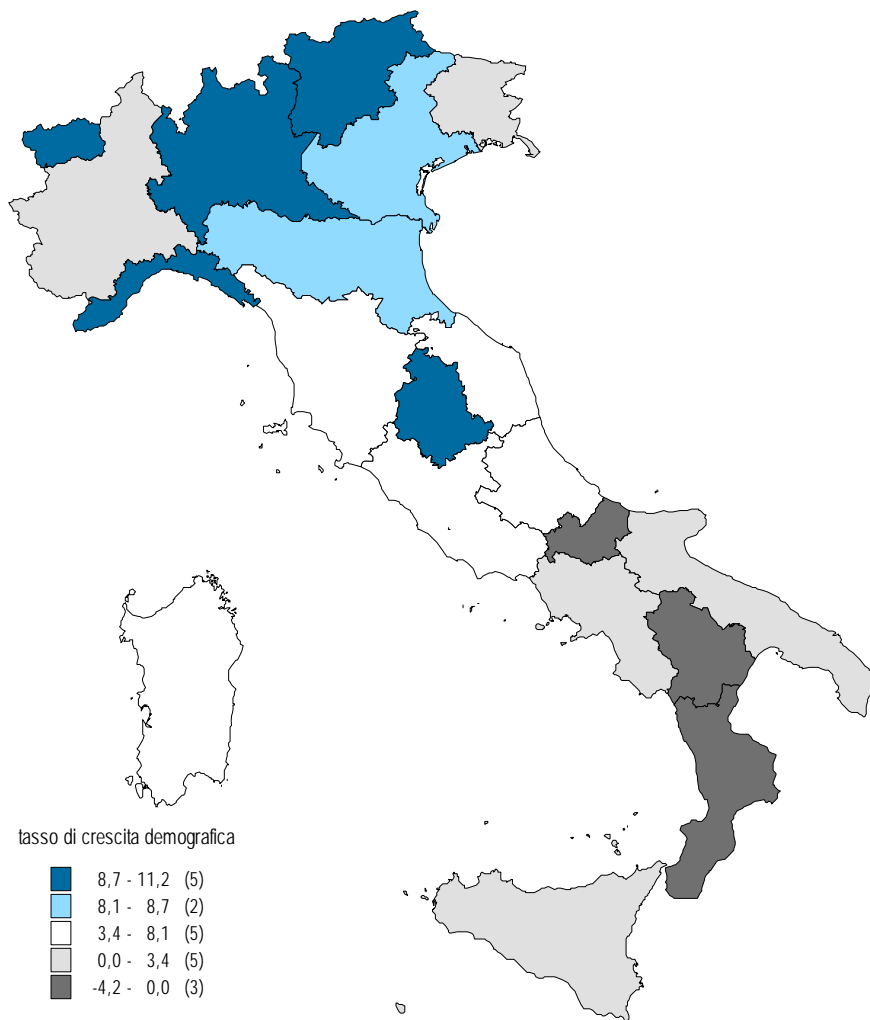 tasso di crescita demografica
8,7 - 11,2 (5)
8,1 - 8,7 (2)
3,4 - 8,1 (5)
0,0 - 3,4 (5)
-4,2 - 0,0 (3)